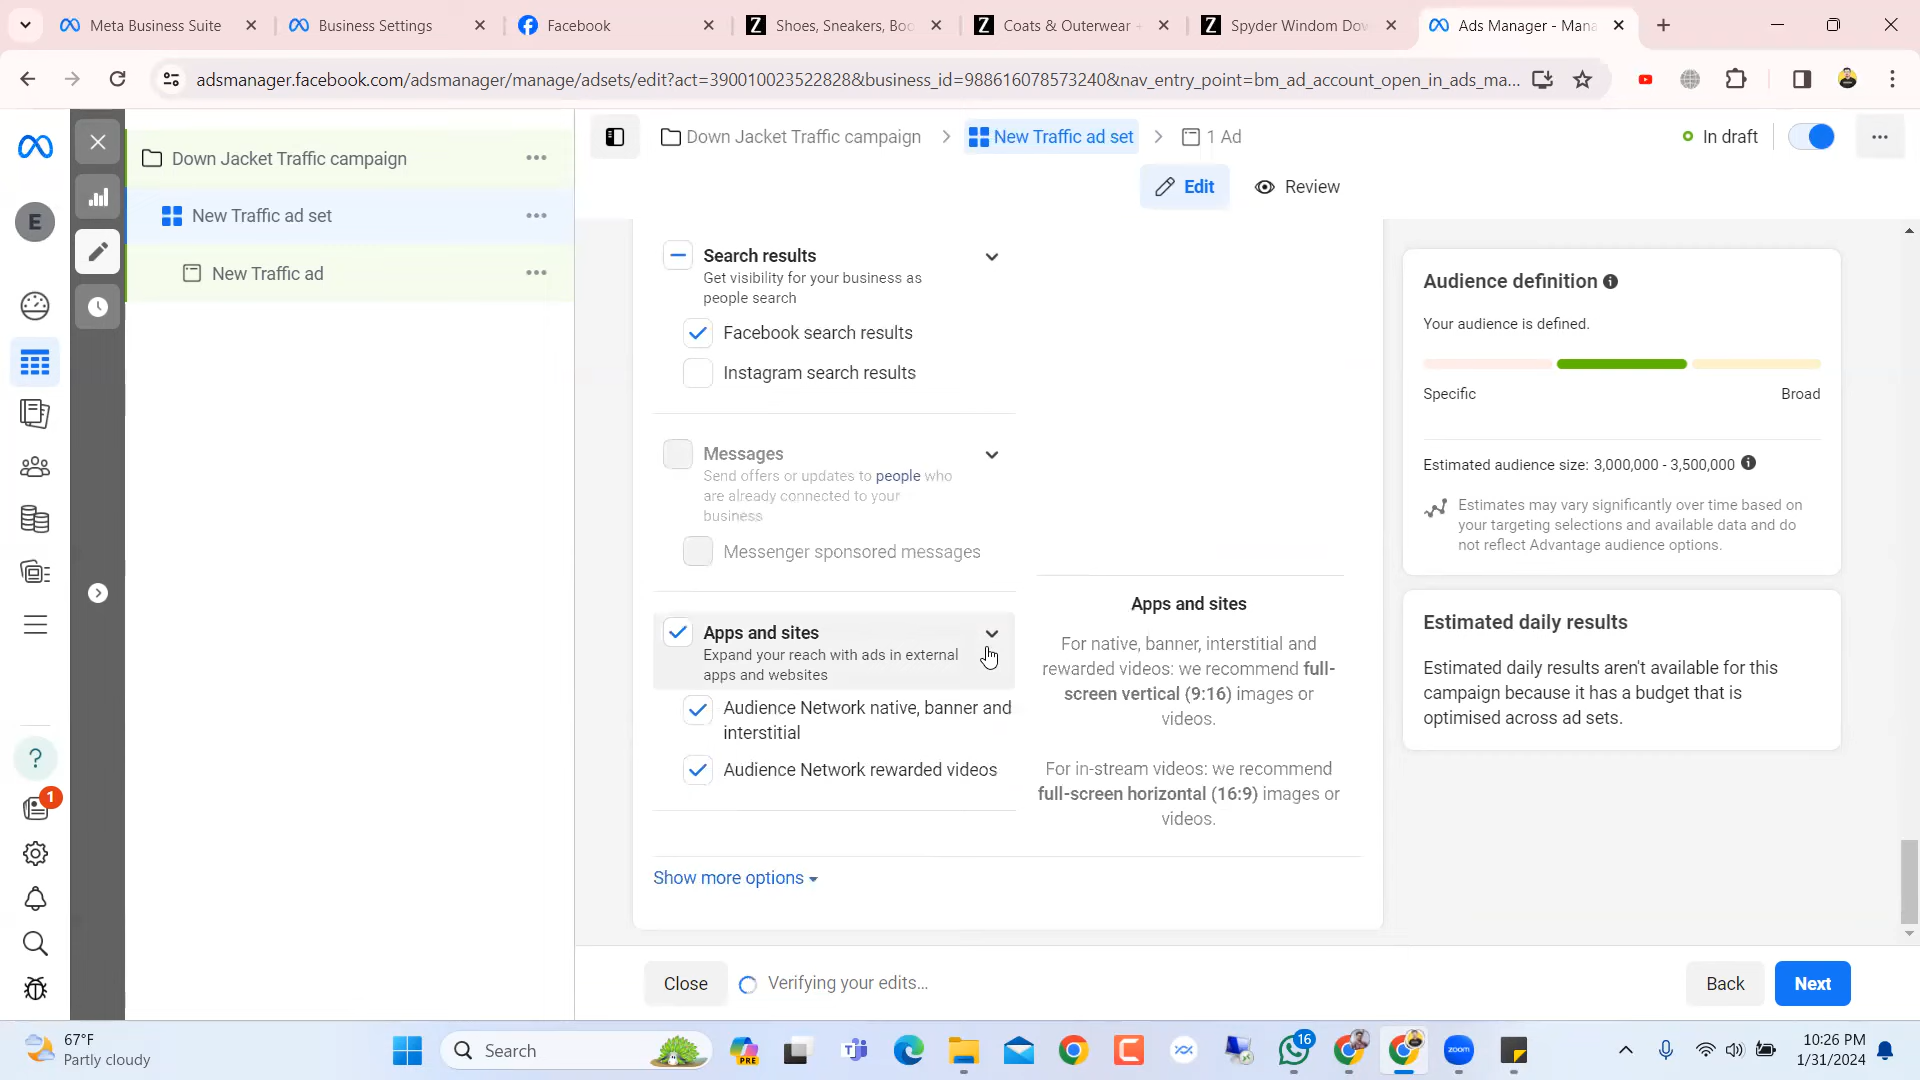 Meta Business Suite
Business Settings
Facebook
Shoes, Sneakers, Boo
Coats & Outerwear
Spyder Windom Dov
Ads Manager - Mana
adsmanager.facebook.com/adsmanager/manage/adsets/edit?act=390010023522828&business_id=988616078573240&nav_entry_point=bm_ad_account_open_in_ads_ma...
E
Down Jacket Traffic campaign
New Traffic ad set
New Traffic ad
Down Jacket Traffic campaign
New Traffic ad set
1 Ad
In draft
Edit
Review
Search results
Get visibility for your business as
people search
Facebook search results
Instagram search results
Messages
Send offers or updates to people who
are already connected to your
business
Messenger sponsored messages
Apps and sites
Expand your reach with ads in external
apps and websites
Audience Network native, banner and
interstitial
Audience Network rewarded videos
Apps and sites
For native, banner, interstitial and
rewarded videos: we recommend full-
screen vertical (9:16) images or
videos.
For in-stream videos: we recommend
full-screen horizontal (16:9) images or
videos.
Show more options
Audience definition
Your audience is defined.
Specific
Broad
Estimated audience size: 3,000,000 - 3,500,000
Estimates may vary significantly over time based on
your targeting selections and available data and do
not reflect Advantage audience options.
Estimated daily results
Estimated daily results aren't available for this
campaign because it has a budget that is
optimised across ad sets.
?
1
Close
Verifying your edits...
Back
Next
67°F
Partly cloudy
Search
PRE
16
zoom
10:26 PM
1/31/2024